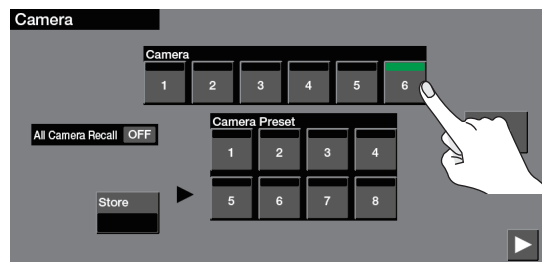 Camera
Camera
1 2 3 4 5 6
All Camera Recall OFF
Camera Preset
1 2 3 4
Store
5 6 7 8